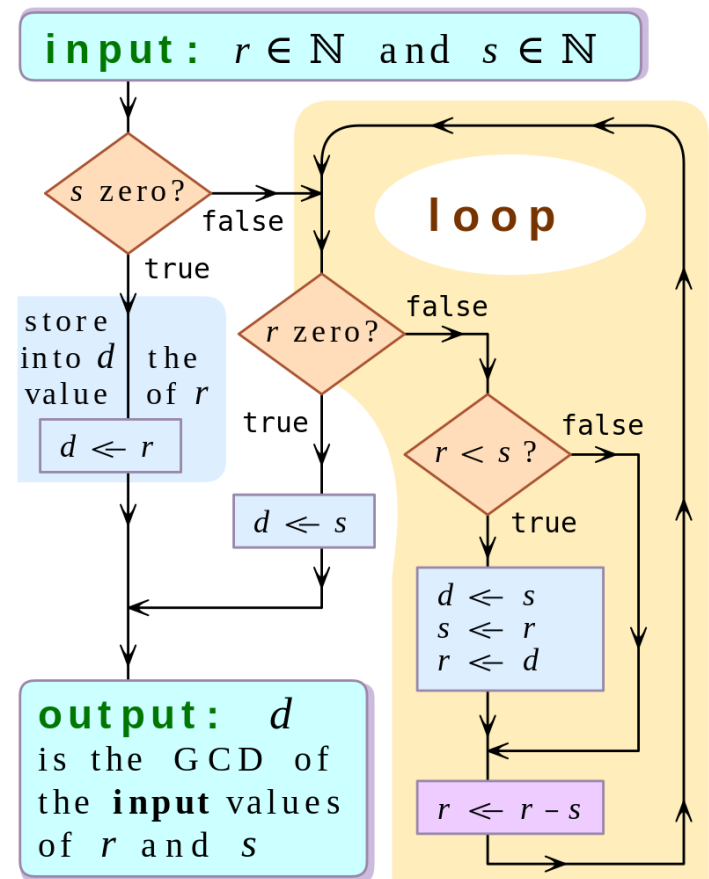 input: r ∈ ℕ and s ∈ ℕ
s zero?
false
true
loop
store
into d the
value of r
d ← r
r zero?
false
true
d ← s
r < s ?
false
true
d ← s
s ← r
r ← d
r ← r – s
output: d
is the GCD of
the input values
of r and s